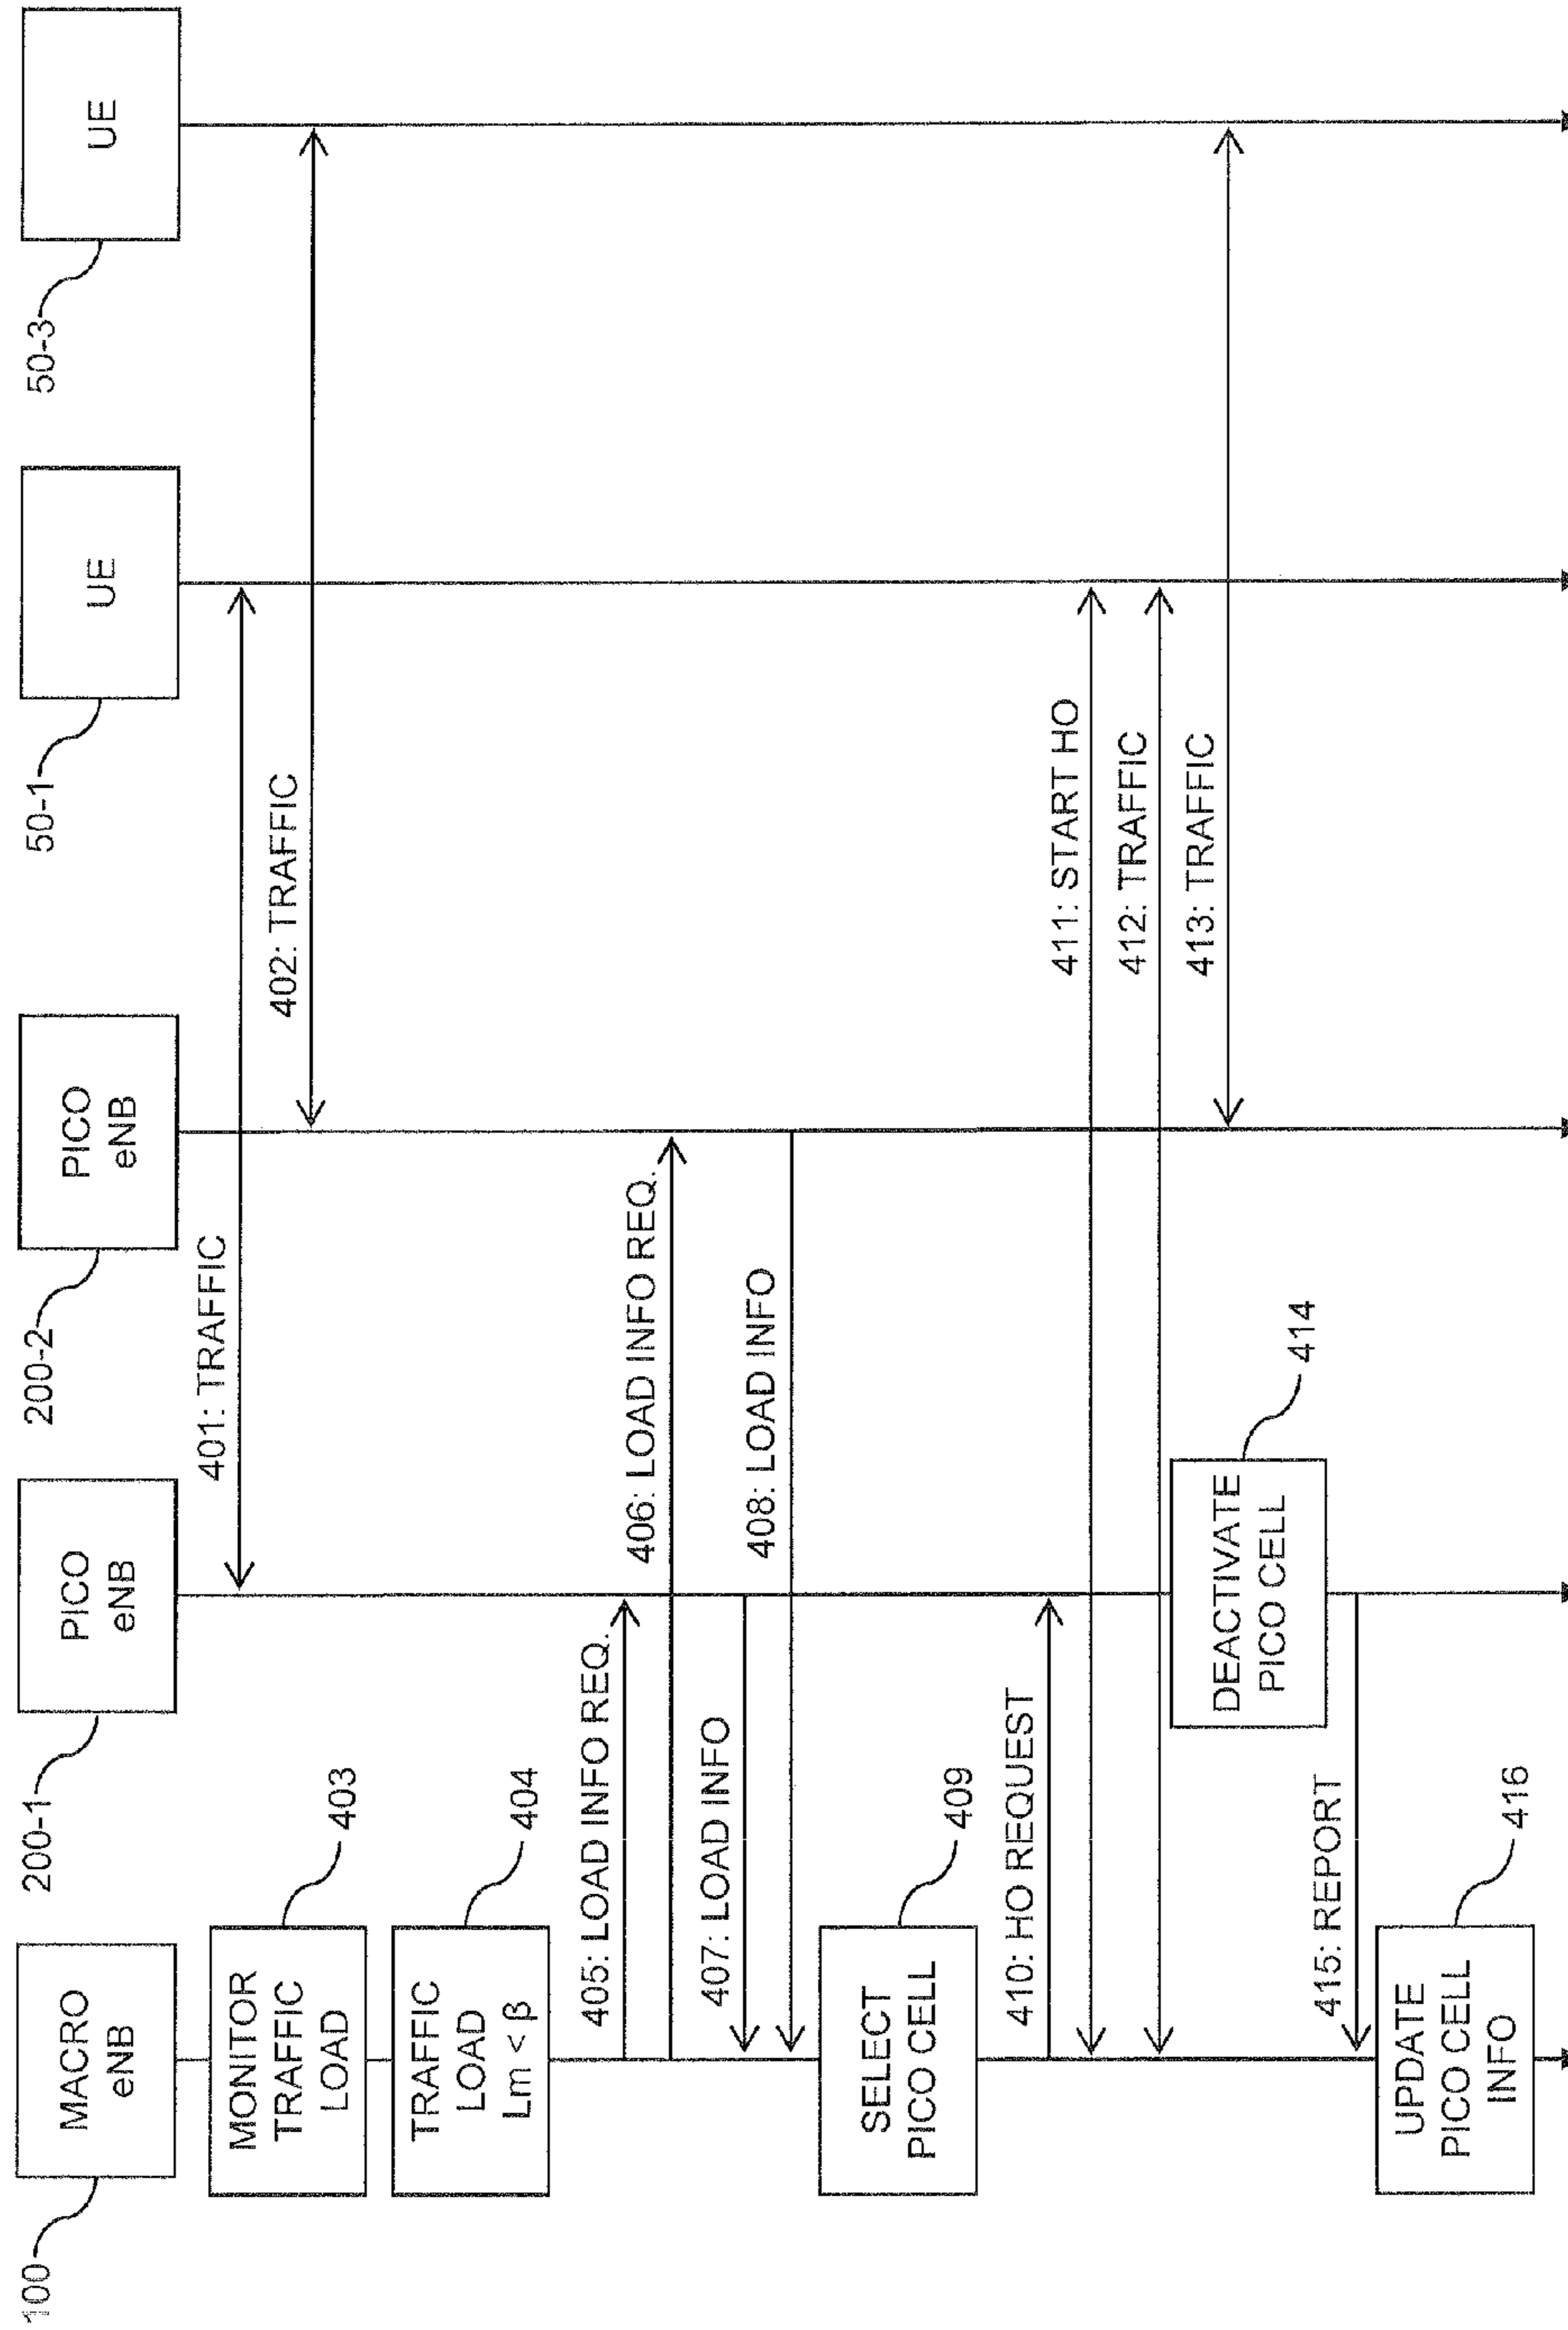 100
MACRO
eNB
200-1
PICO
eNB
200-2
PICO
eNB
50-1
UE
50-3
UE
401: TRAFFIC
402: TRAFFIC
MONITOR
TRAFFIC
LOAD
403
TRAFFIC
LOAD
Lm < β
404
405: LOAD INFO REQ.
406: LOAD INFO REQ.
407: LOAD INFO
408: LOAD INFO
SELECT
PICO CELL
409
410: HO REQUEST
411: START HO
412: TRAFFIC
413: TRAFFIC
DEACTIVATE
PICO CELL
414
415: REPORT
UPDATE
PICO CELL
INFO
416